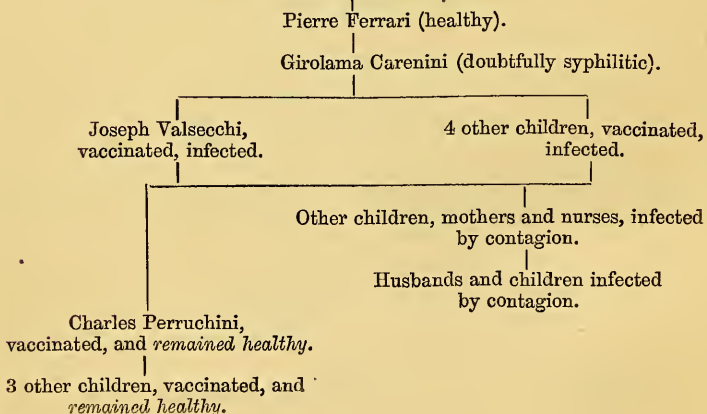 Pierre Ferrari (healthy).
Girolama Carenini (doubtfully syphilitic).
Joseph Valsecchi,
vaccinated, infected.
4 other children, vaccinated,
infected.
Other children, mothers and nurses, infected
by contagion.
Husbands and children infected
by contagion.
Charles Perruchini,
vaccinated, and remained healthy.
3 other children, vaccinated, and
remained healthy.